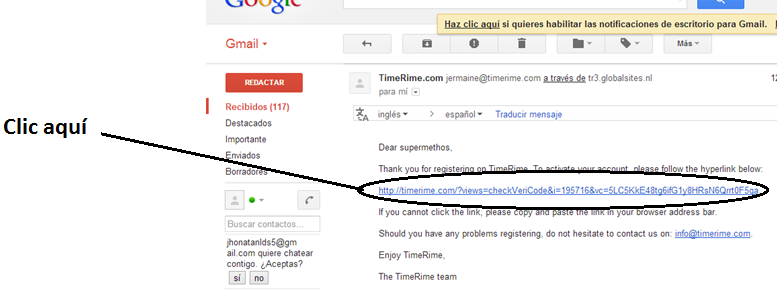 Google
Haz clic aquí si quieres habilitar las notificaciones de escritorio para Gmail.
Gmail
Más
REDACTAR
TimeRime.com jermaine@timerime.com a través de tr3.globalsites.nl
12
para mí
Recibidos (117)
Destacados
Importante
Enviados
Borradores
inglés > español Traducir mensaje
Clic aquí
Dear supermethos,
Thank you for registering on TimeRime. To activate your account, please follow the hyperlink below:
http://timerime.com/?views=checkVeriCode&i=195716&vc=5LC5KkE48tg6ifG1y8HRsN6Qrrt0F5qa
If you cannot click the link, please copy and paste the link in your browser address bar.
Should you have any problems registering, do not hesitate to contact us on: info@timerime.com.
Enjoy TimeRime,
The TimeRime team
Buscar contactos...
jhonatanlds5@gm
ail.com quiere chatear
contigo. ¿Aceptas?
sí no